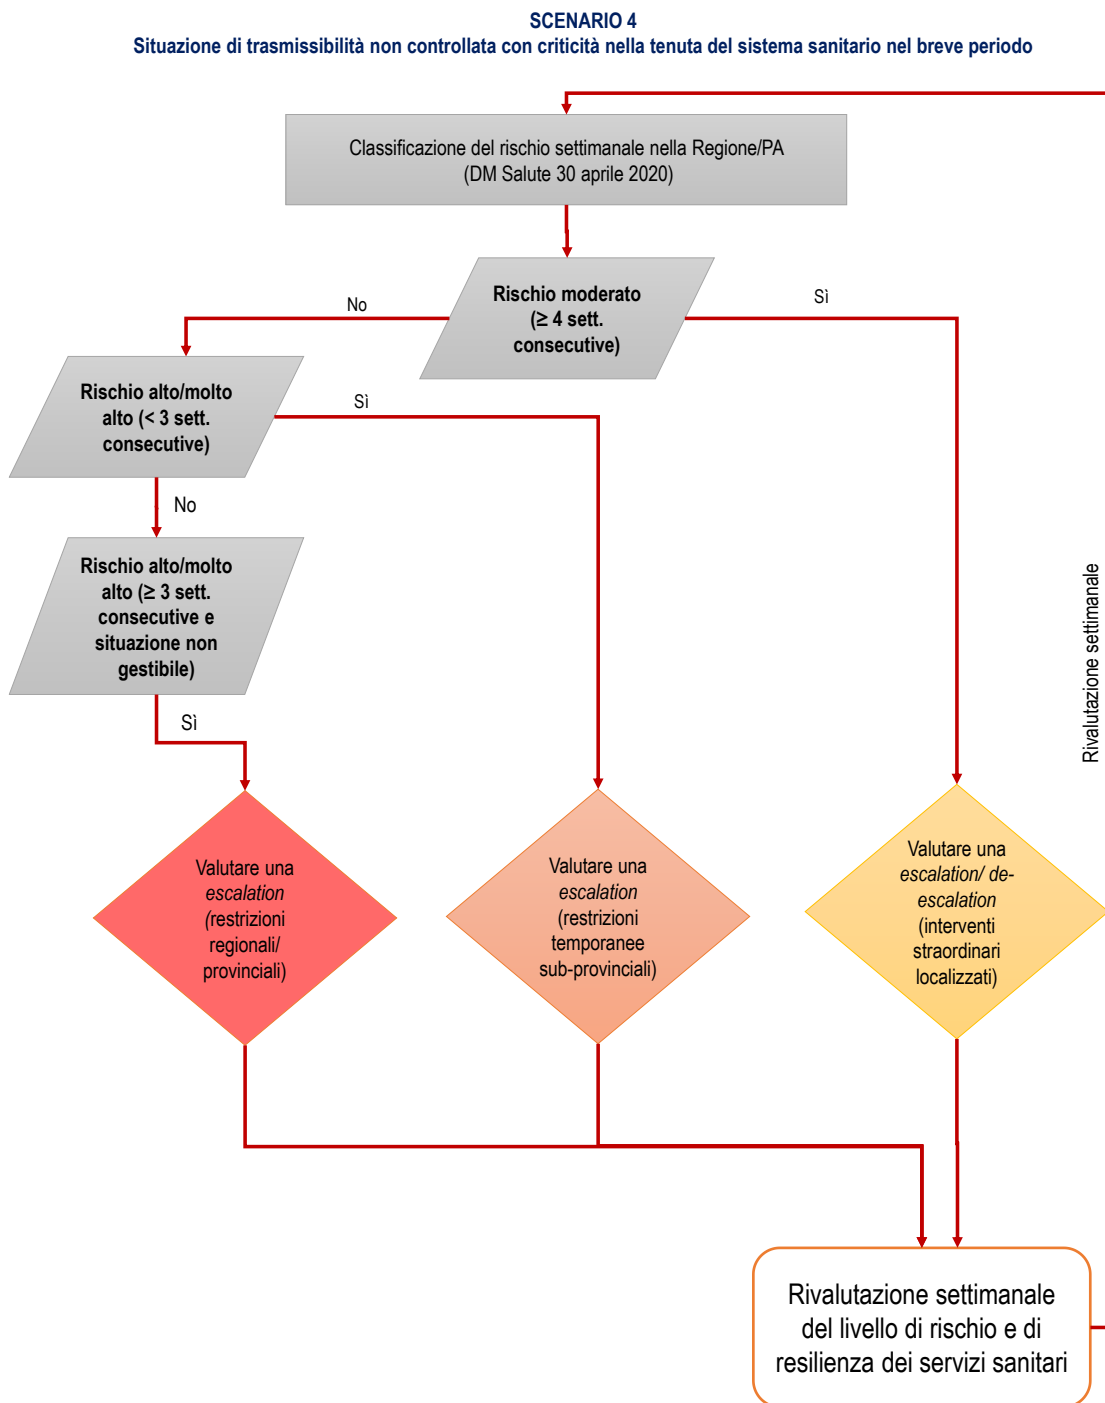 SCENARIO 4
Situazione di trasmissibilità non controllata con criticità nella tenuta del sistema sanitario nel breve periodo
Classificazione del rischio settimanale nella Regione/PA
(DM Salute 30 aprile 2020)
Rischio moderato
(≥ 4 sett.
consecutive)
No
Sì
Rischio alto/molto
alto (< 3 sett.
consecutive)
Sì
No
Rischio alto/molto
alto (≥ 3 sett.
consecutive e
situazione non
gestibile)
Sì
Rivalutazione settimanale
Valutare una
escalation
(restrizioni
regionali/
provinciali)
Valutare una
escalation
(restrizioni
temporanee
sub-provinciali)
Valutare una
escalation/ de-
escalation
(interventi
straordinari
localizzati)
Rivalutazione settimanale
del livello di rischio e di
resilienza dei servizi sanitari